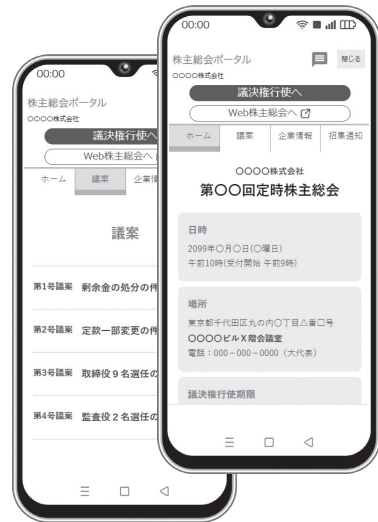 00:00
株主総会ポータル
○○○○株式会社
議決権行使へ
Web株主総会へ
ホーム 議案 企業情
議案
第1号議案 剰余金の処分の件
第2号議案 定款一部変更の件
第3号議案 取締役9名選任の
第4号議案 監査役2名選任の
00:00
株主総会ポータル
閉じる
○○○○株式会社
議決権行使へ
Web株主総会へ
ホーム 議案 企業情報 招集通知
○○○○株式会社
第○○回定時株主総会
日時
2099年○月○日(○曜日)
午前10時(受付開始 午前9時)
場所
東京都千代田区丸の内○丁目△番□号
○○○○ビルX階会議室
電話:000-000-0000(大代表)
議決権行使期限